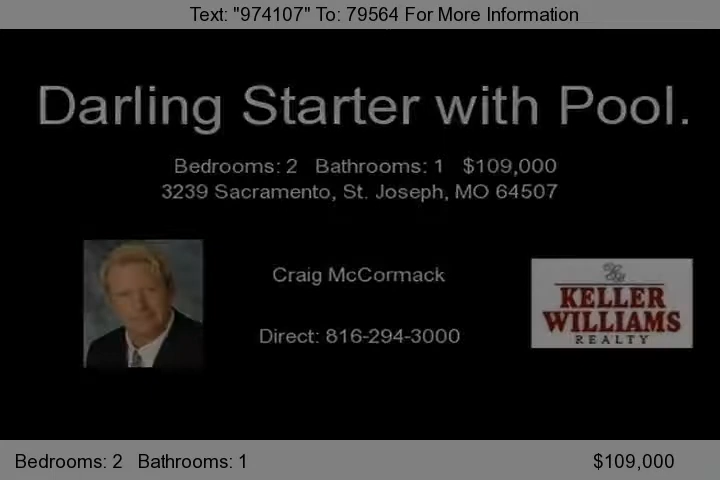 Text: "974107" To: 79564 For More Information
Darling Starter with Pool.
Bedrooms: 2 Bathrooms: 1 $109,000
3239 Sacramento, St. Joseph, MO 64507
Craig McCormack
Direct: 816-294-3000
KELLER
WILLIAMS
REALTY
Bedrooms: 2 Bathrooms: 1 $109,000